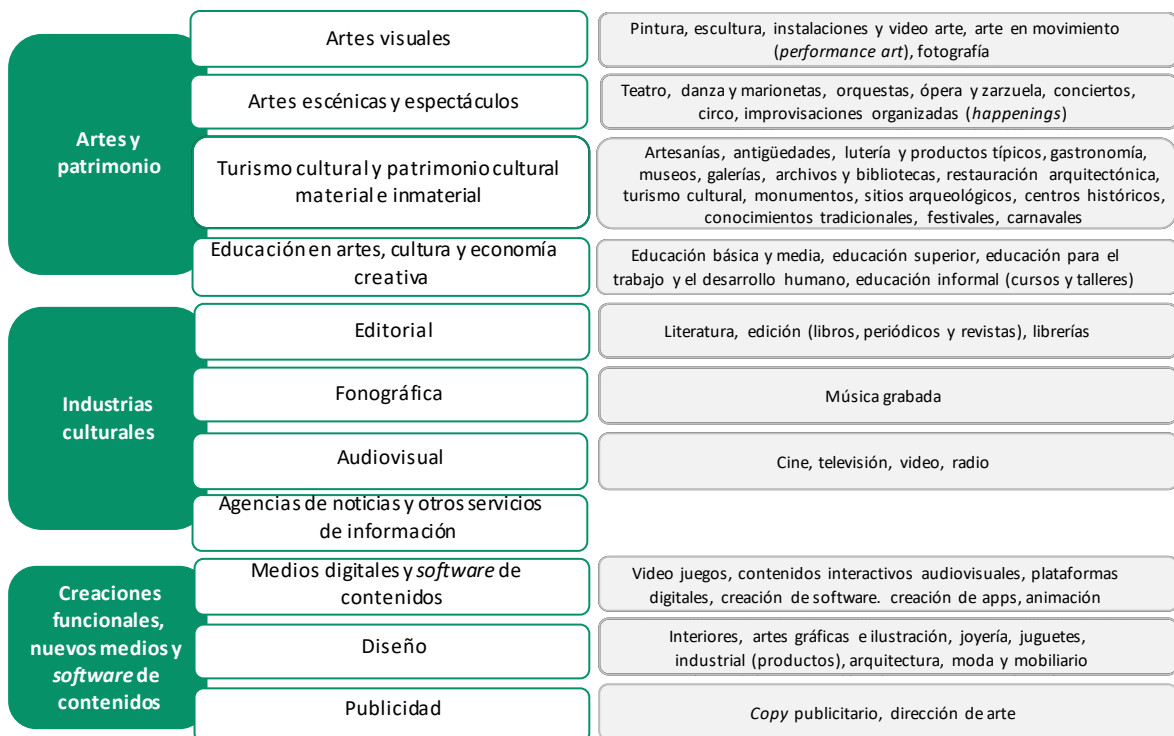 Artes y
patrimonio
Artes visuales
Pintura, escultura, instalaciones y video arte, arte en movimiento
(performance art), fotografía
Artes escénicas y espectáculos
Teatro, danza y marionetas, orquestas, ópera y zarzuela, conciertos,
circo, improvisaciones organizadas (happenings)
Turismo cultural y patrimonio cultural
material e inmaterial
Artesanías, antigüedades, lutería y productos típicos, gastronomía,
museos, galerías, archivos y bibliotecas, restauración arquitectónica,
turismo cultural, monumentos, sitios arqueológicos, centros históricos,
conocimientos tradicionales, festivales, carnavales
Educación en artes, cultura y economía
creativa
Educación básica y media, educación superior, educación para el
trabajo y el desarrollo humano, educación informal (cursos y talleres)
Industrias
culturales
Editorial
Literatura, edición (libros, periódicos y revistas), librerías
Fonográfica
Música grabada
Audiovisual
Cine, televisión, video, radio
Agencias de noticias y otros servicios
de información
Creaciones
funcionales,
nuevos medios y
software de
contenidos
Medios digitales y software de
contenidos
Video juegos, contenidos interactivos audiovisuales, plataformas
digitales, creación de software. creación de apps, animación
Diseño
Interiores, artes gráficas e ilustración, joyería, juguetes,
industrial (productos), arquitectura, moda y mobiliario
Publicidad
Copy publicitario, dirección de arte